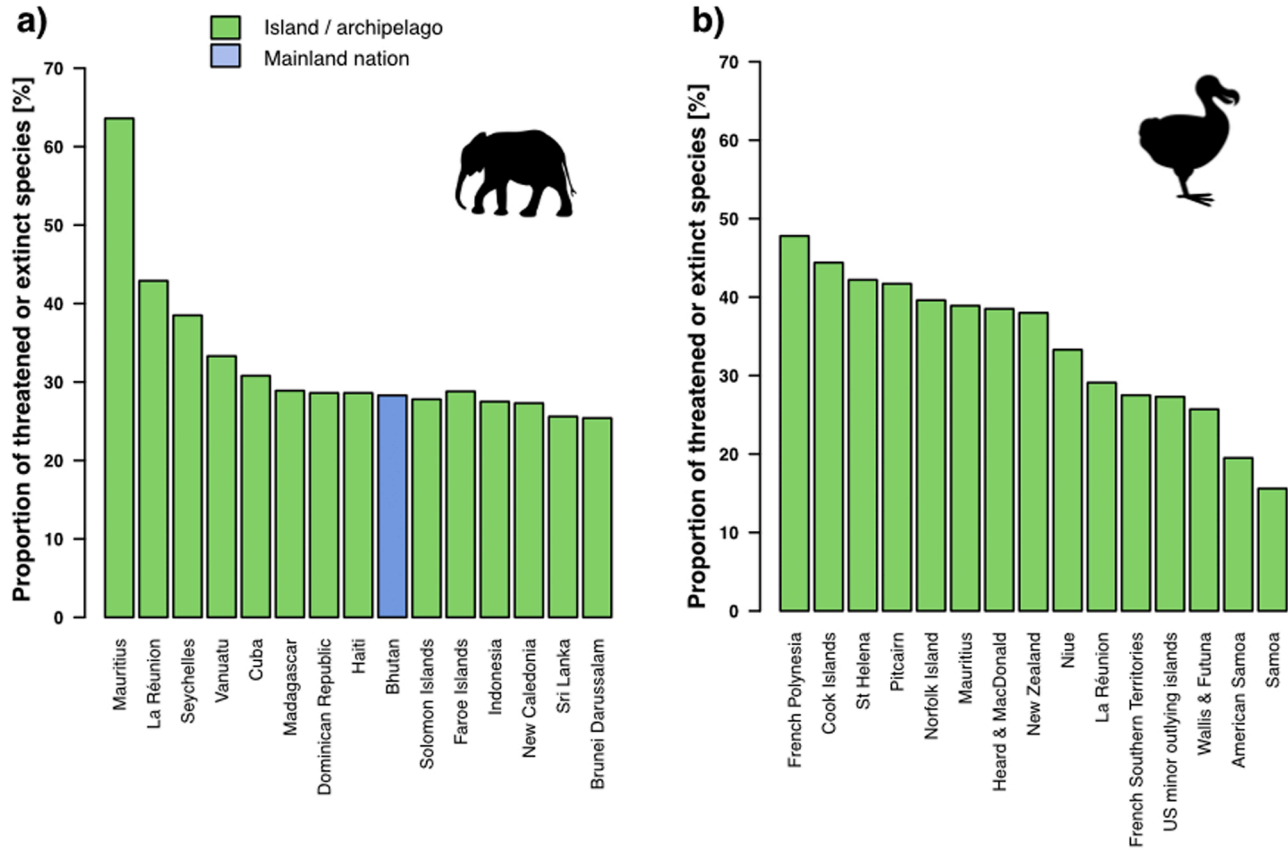 a)
Island / archipelago
Mainland nation
Proportion of threatened or extinct species [%]
70
60
50
40
30
20
10
0
Mauritius
La Réunion
Seychelles
Vanuatu
Cuba
Madagascar
Dominican Republic
Haiti
Bhutan
Solomon Islands
Faroe Islands
Indonesia
New Caledonia
Sri Lanka
Brunei Darussalam
b)
Proportion of threatened or extinct species [%]
70
60
50
40
30
20
10
0
French Polynesia
Cook Islands
St Helena
Pitcairn
Norfolk Island
Mauritius
Heard & MacDonald
New Zealand
Niue
La Réunion
French Southern Territories
US minor outlying islands
Wallis & Futuna
American Samoa
Samoa